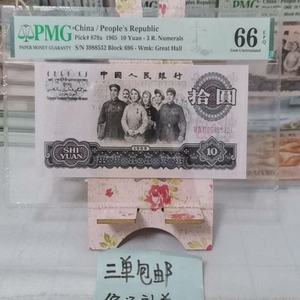 PMG
PAPER MONEY GUARANTY
China / People's Republic
Pick# 879a 1965 10 Yuan - 3 R. Numerals
S/N 3988532 Block 696 - Wmk: Great Hall
66 EPQ
Gem Uncirculated
中国人民银行
拾圆
SHI
YUAN
1965
10
三单包邮